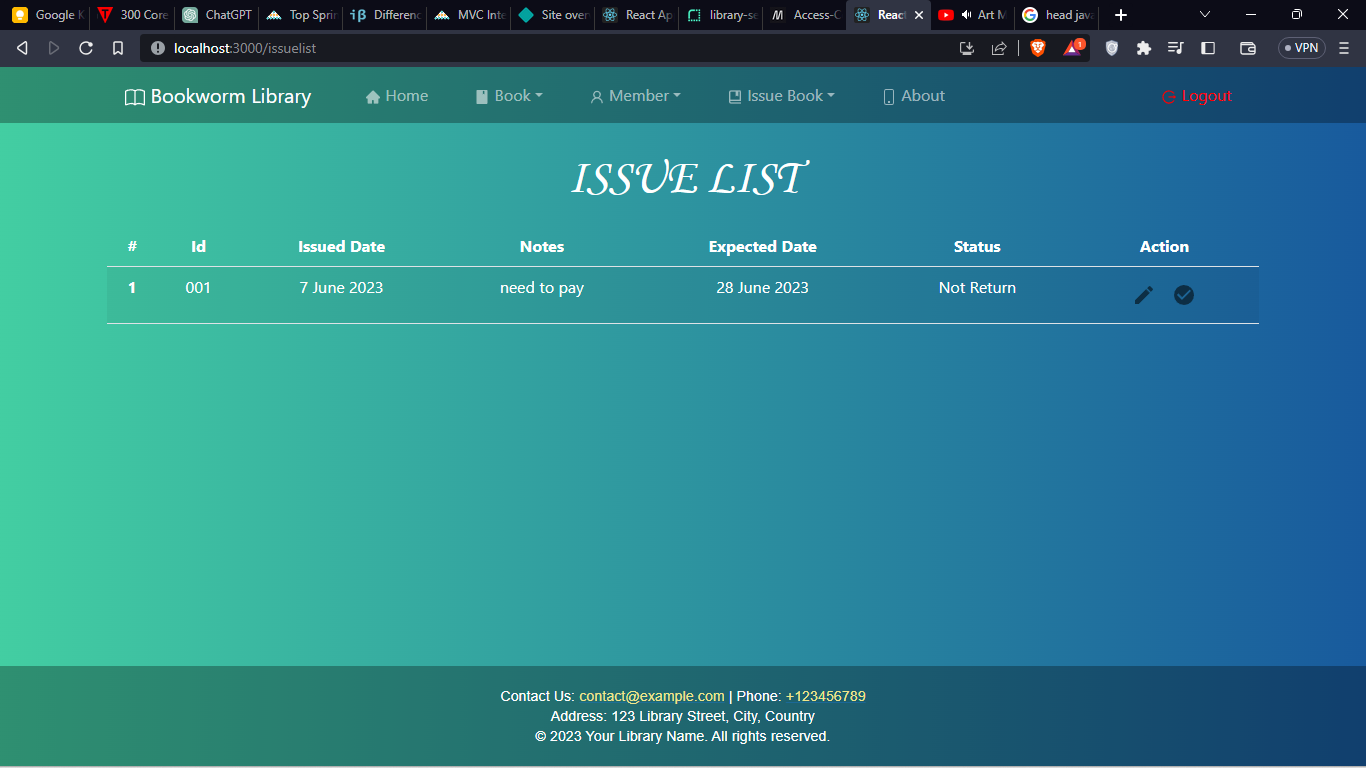 Google K 300 Core ChatGPT Top Sprin Differenc MVC Inte Site over React Ap library-se Access-C React Art M head java
localhost:3000/issuelist 1 VPN
Bookworm Library Home Book Member Issue Book About Logout
ISSUE LIST
# Id Issued Date Notes Expected Date Status Action
1 001 7 June 2023 need to pay 28 June 2023 Not Return
Contact Us: contact@example.com | Phone: +123456789
Address: 123 Library Street, City, Country
© 2023 Your Library Name. All rights reserved.